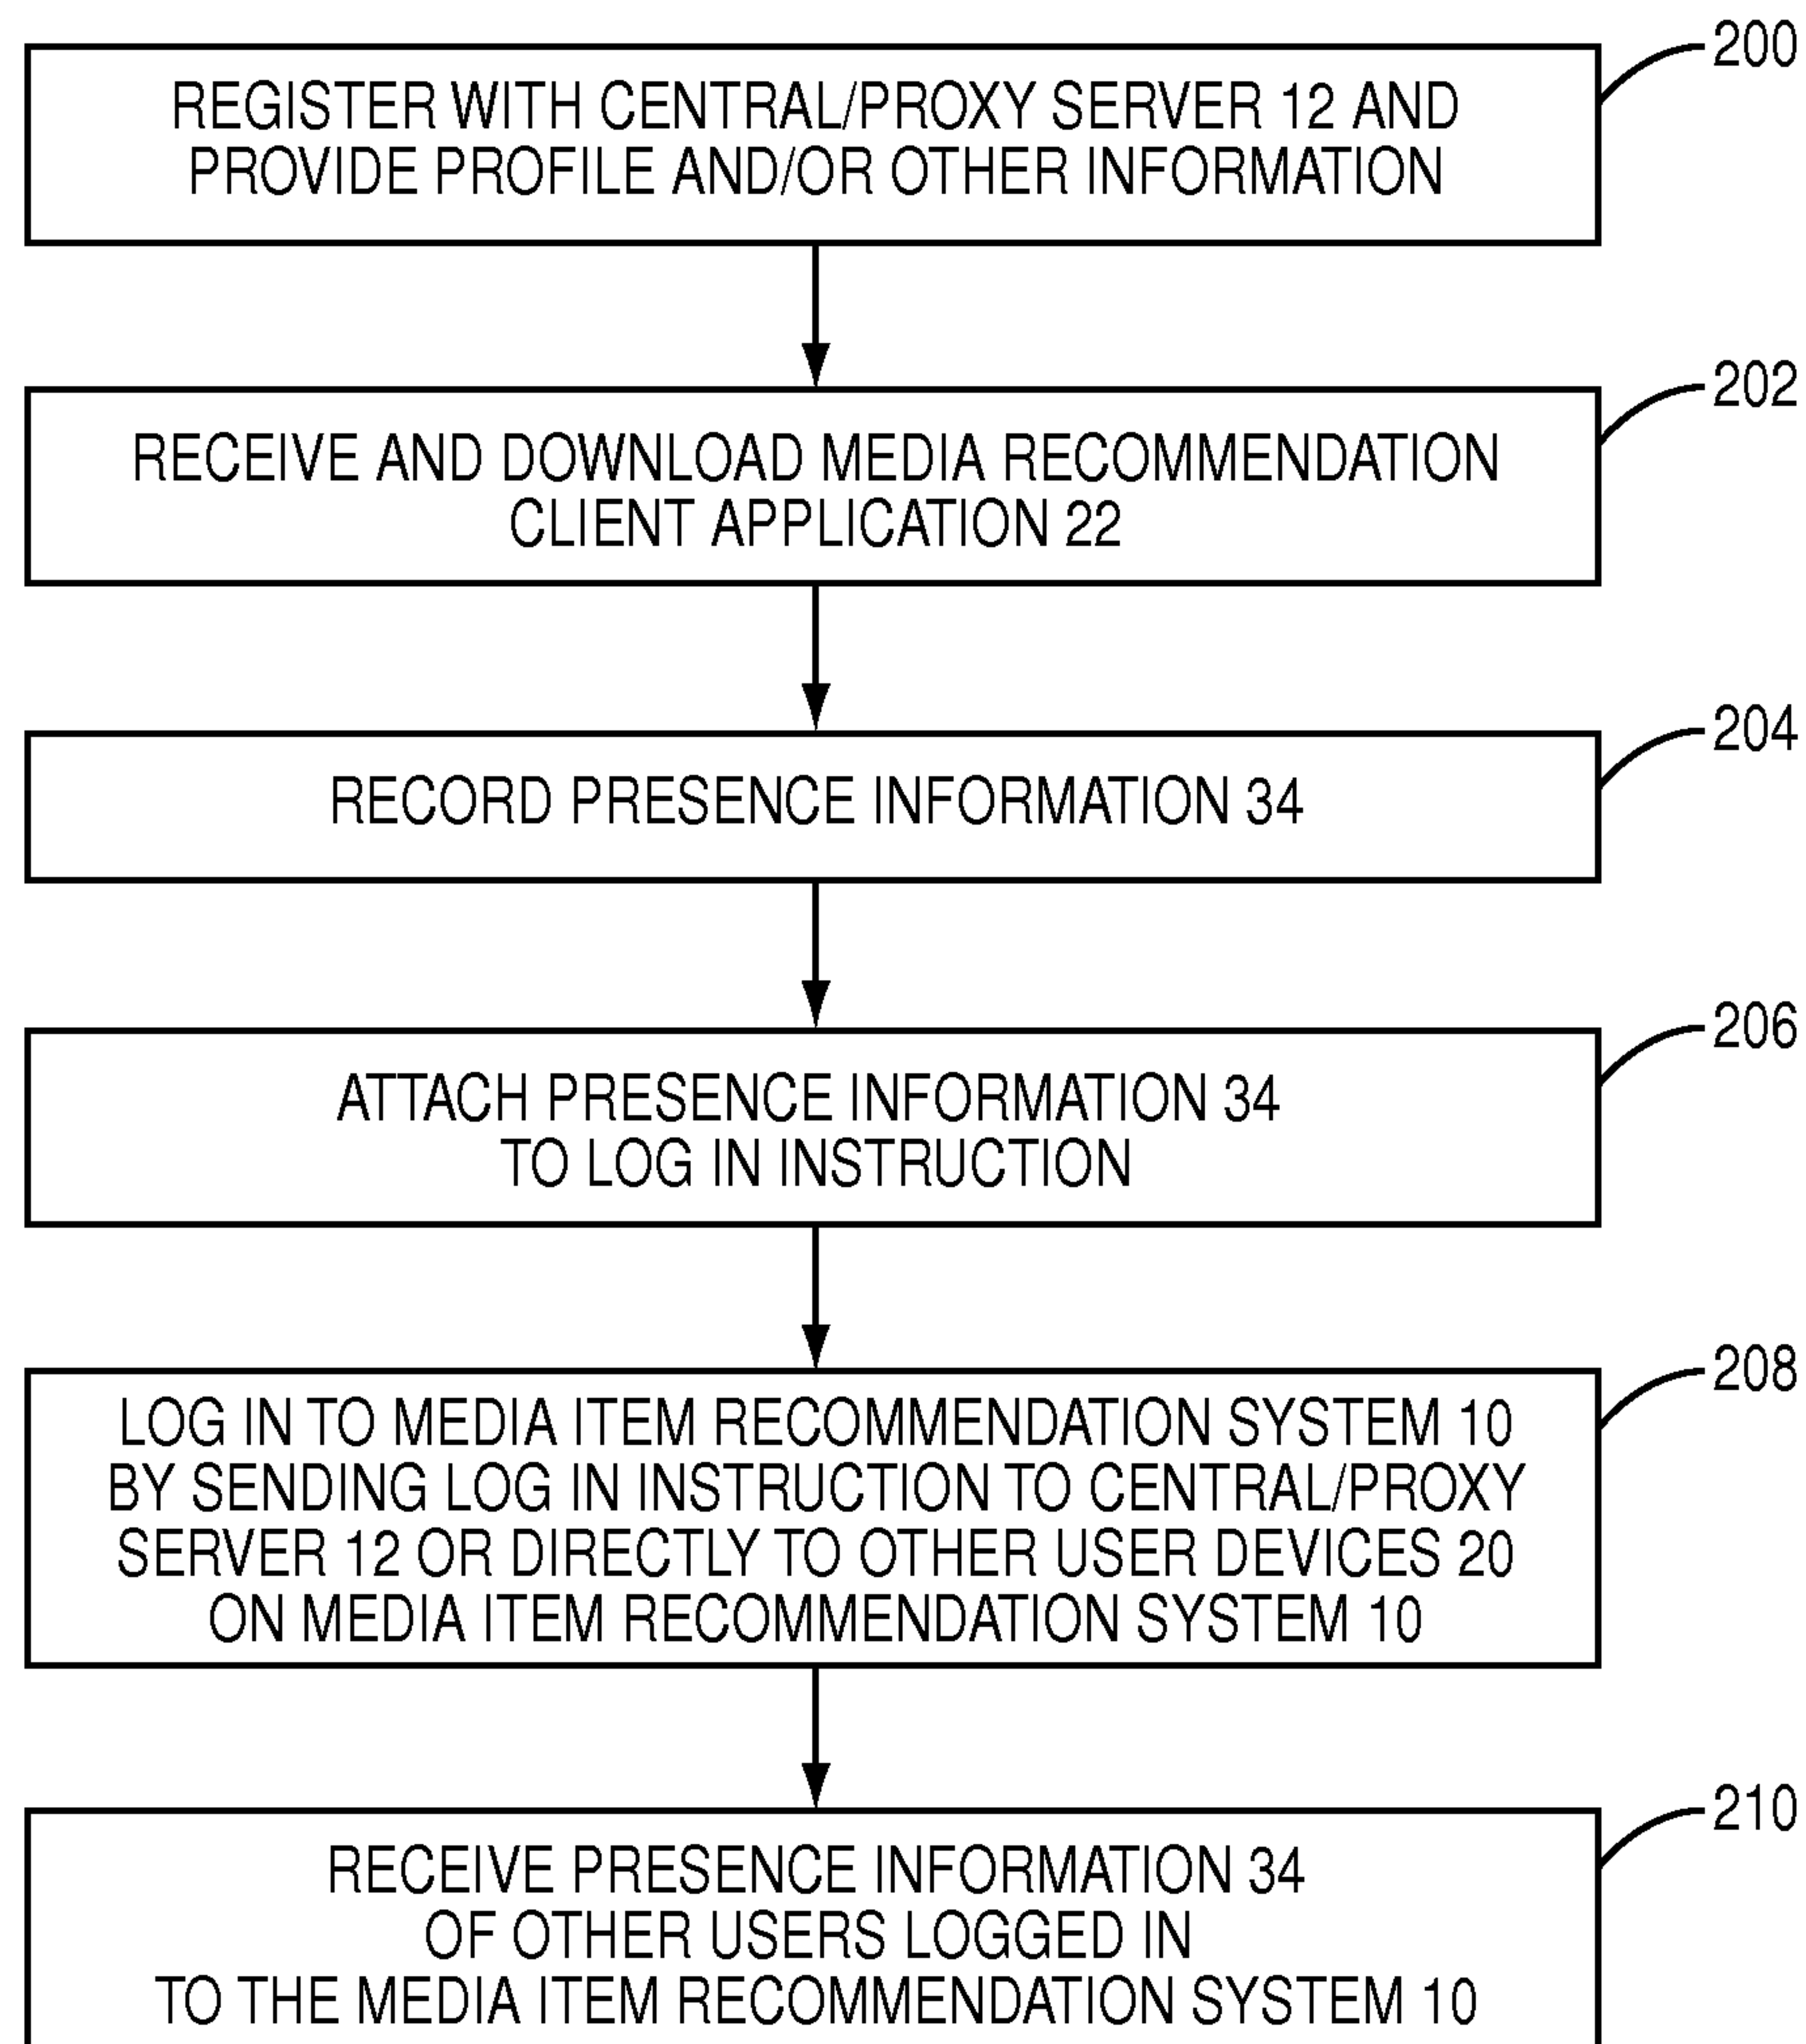 200
REGISTER WITH CENTRAL/PROXY SERVER 12 AND
PROVIDE PROFILE AND/OR OTHER INFORMATION
202
RECEIVE AND DOWNLOAD MEDIA RECOMMENDATION
CLIENT APPLICATION 22
204
RECORD PRESENCE INFORMATION 34
206
ATTACH PRESENCE INFORMATION 34
TO LOG IN INSTRUCTION
208
LOG IN TO MEDIA ITEM RECOMMENDATION SYSTEM 10
BY SENDING LOG IN INSTRUCTION TO CENTRAL/PROXY
SERVER 12 OR DIRECTLY TO OTHER USER DEVICES 20
ON MEDIA ITEM RECOMMENDATION SYSTEM 10
210
RECEIVE PRESENCE INFORMATION 34
OF OTHER USERS LOGGED IN
TO THE MEDIA ITEM RECOMMENDATION SYSTEM 10